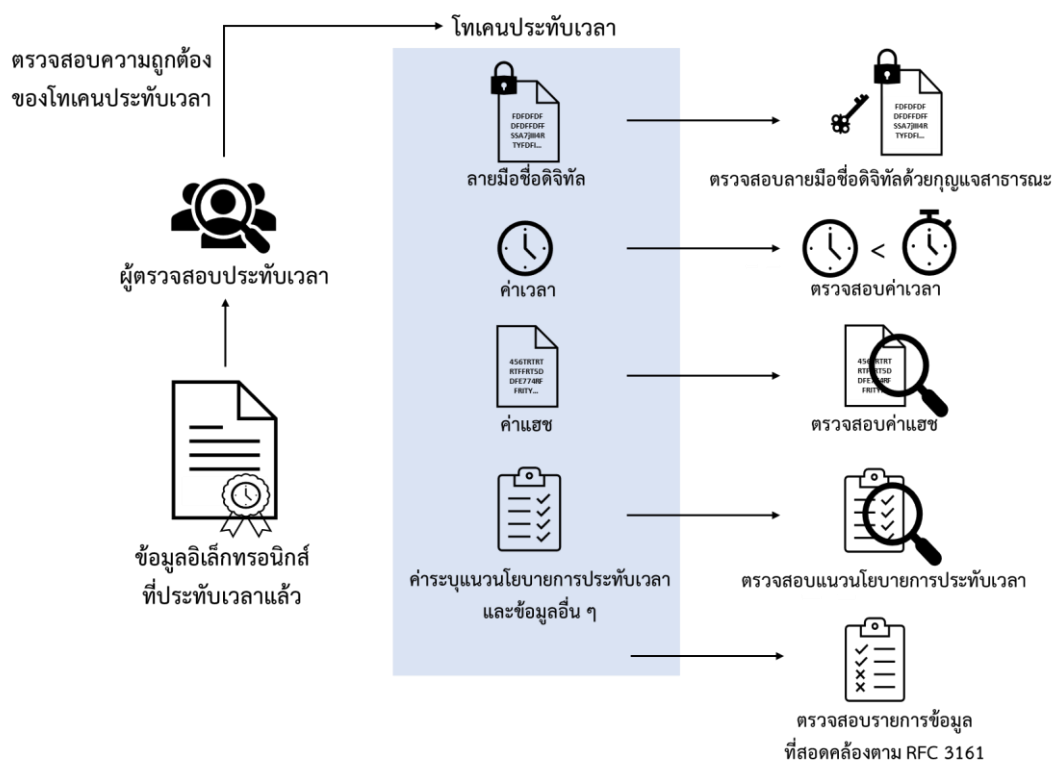 โทเคนประทับเวลา
ตรวจสอบความถูกต้อง
ของโทเคนประทับเวลา
FDFDFDF
DFDFFDFF
SSA7JIII4R
TYFDFI...
FDFDFDF
DFDFFDFF
SSA7JIII4R
TYFDFI...
ลายมือชื่อดิจิทัล
ตรวจสอบลายมือชื่อดิจิทัลด้วยกุญแจสาธารณะ
ผู้ตรวจสอบประทับเวลา
<
ค่าเวลา
ตรวจสอบค่าเวลา
456TRTRT
RTFFRTSD
DFE774RF
FRITY...
ค่าแฮช
ตรวจสอบค่าแฮช
ข้อมูลอิเล็กทรอนิกส์
ที่ประทับเวลาแล้ว
ค่าระบุแนวนโยบายการประทับเวลา
และข้อมูลอื่น ๆ
ตรวจสอบแนวนโยบายการประทับเวลา
ตรวจสอบรายการข้อมูล
ที่สอดคล้องตาม RFC 3161